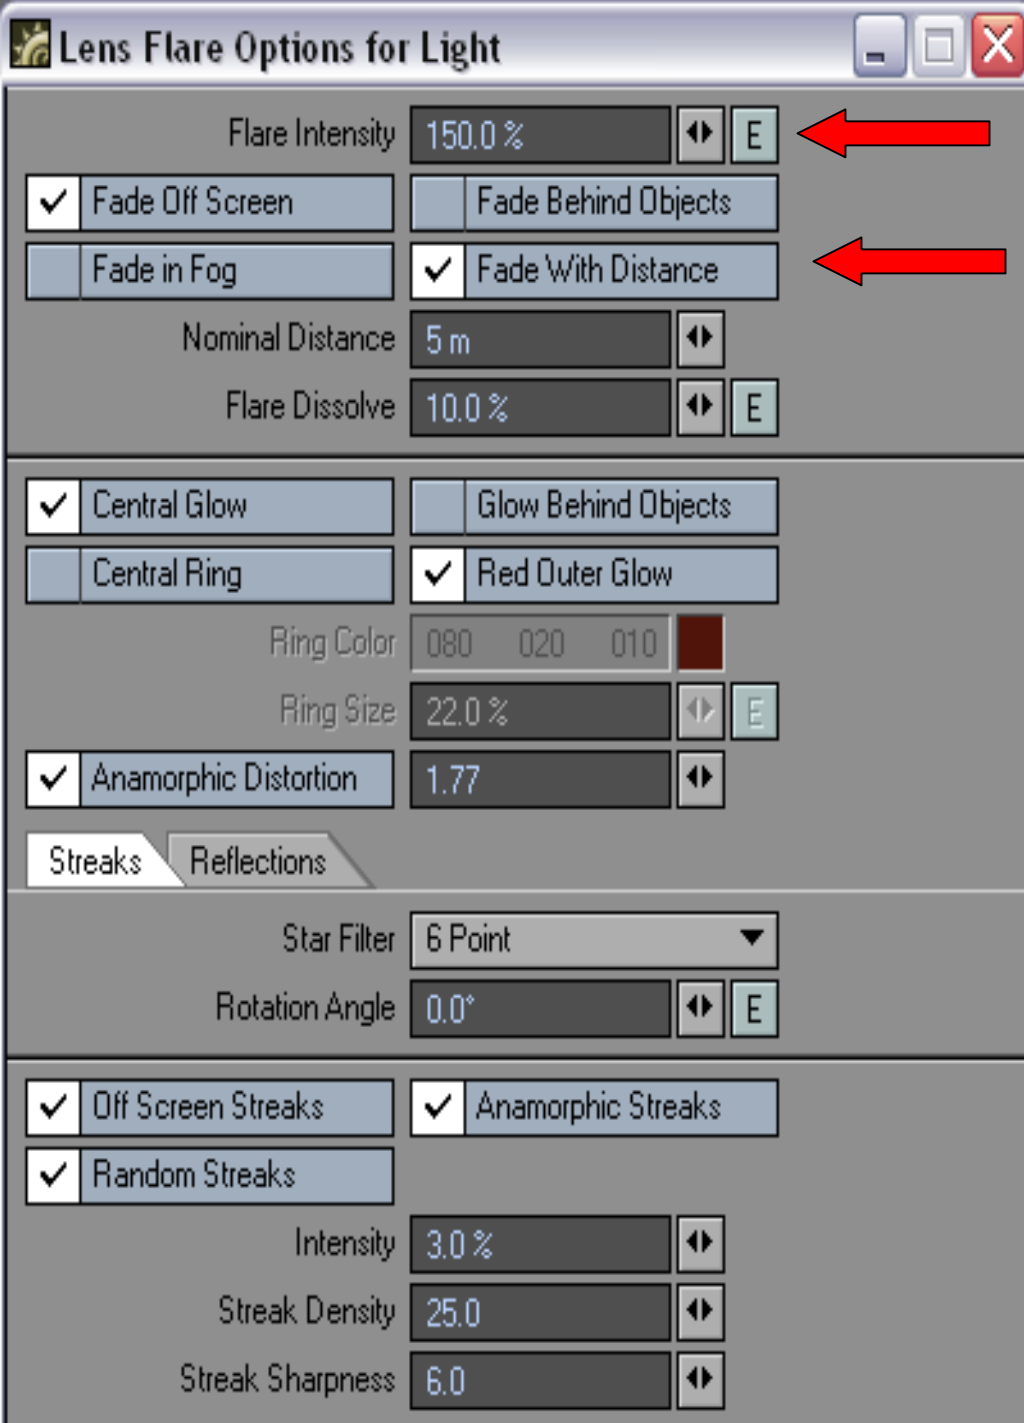 Lens Flare Options for Light
Flare Intensity 150.0 % E
Fade Off Screen Fade Behind Objects
Fade in Fog Fade With Distance
Nominal Distance 5 m
Flare Dissolve 10.0 % E
Central Glow Glow Behind Objects
Central Ring Red Outer Glow
Ring Color 080 020 010
Ring Size 22.0 % E
Anamorphic Distortion 1.77
Streaks Reflections
Star Filter 6 Point
Rotation Angle 0.0° E
Off Screen Streaks Anamorphic Streaks
Random Streaks
Intensity 3.0 %
Streak Density 25.0
Streak Sharpness 6.0